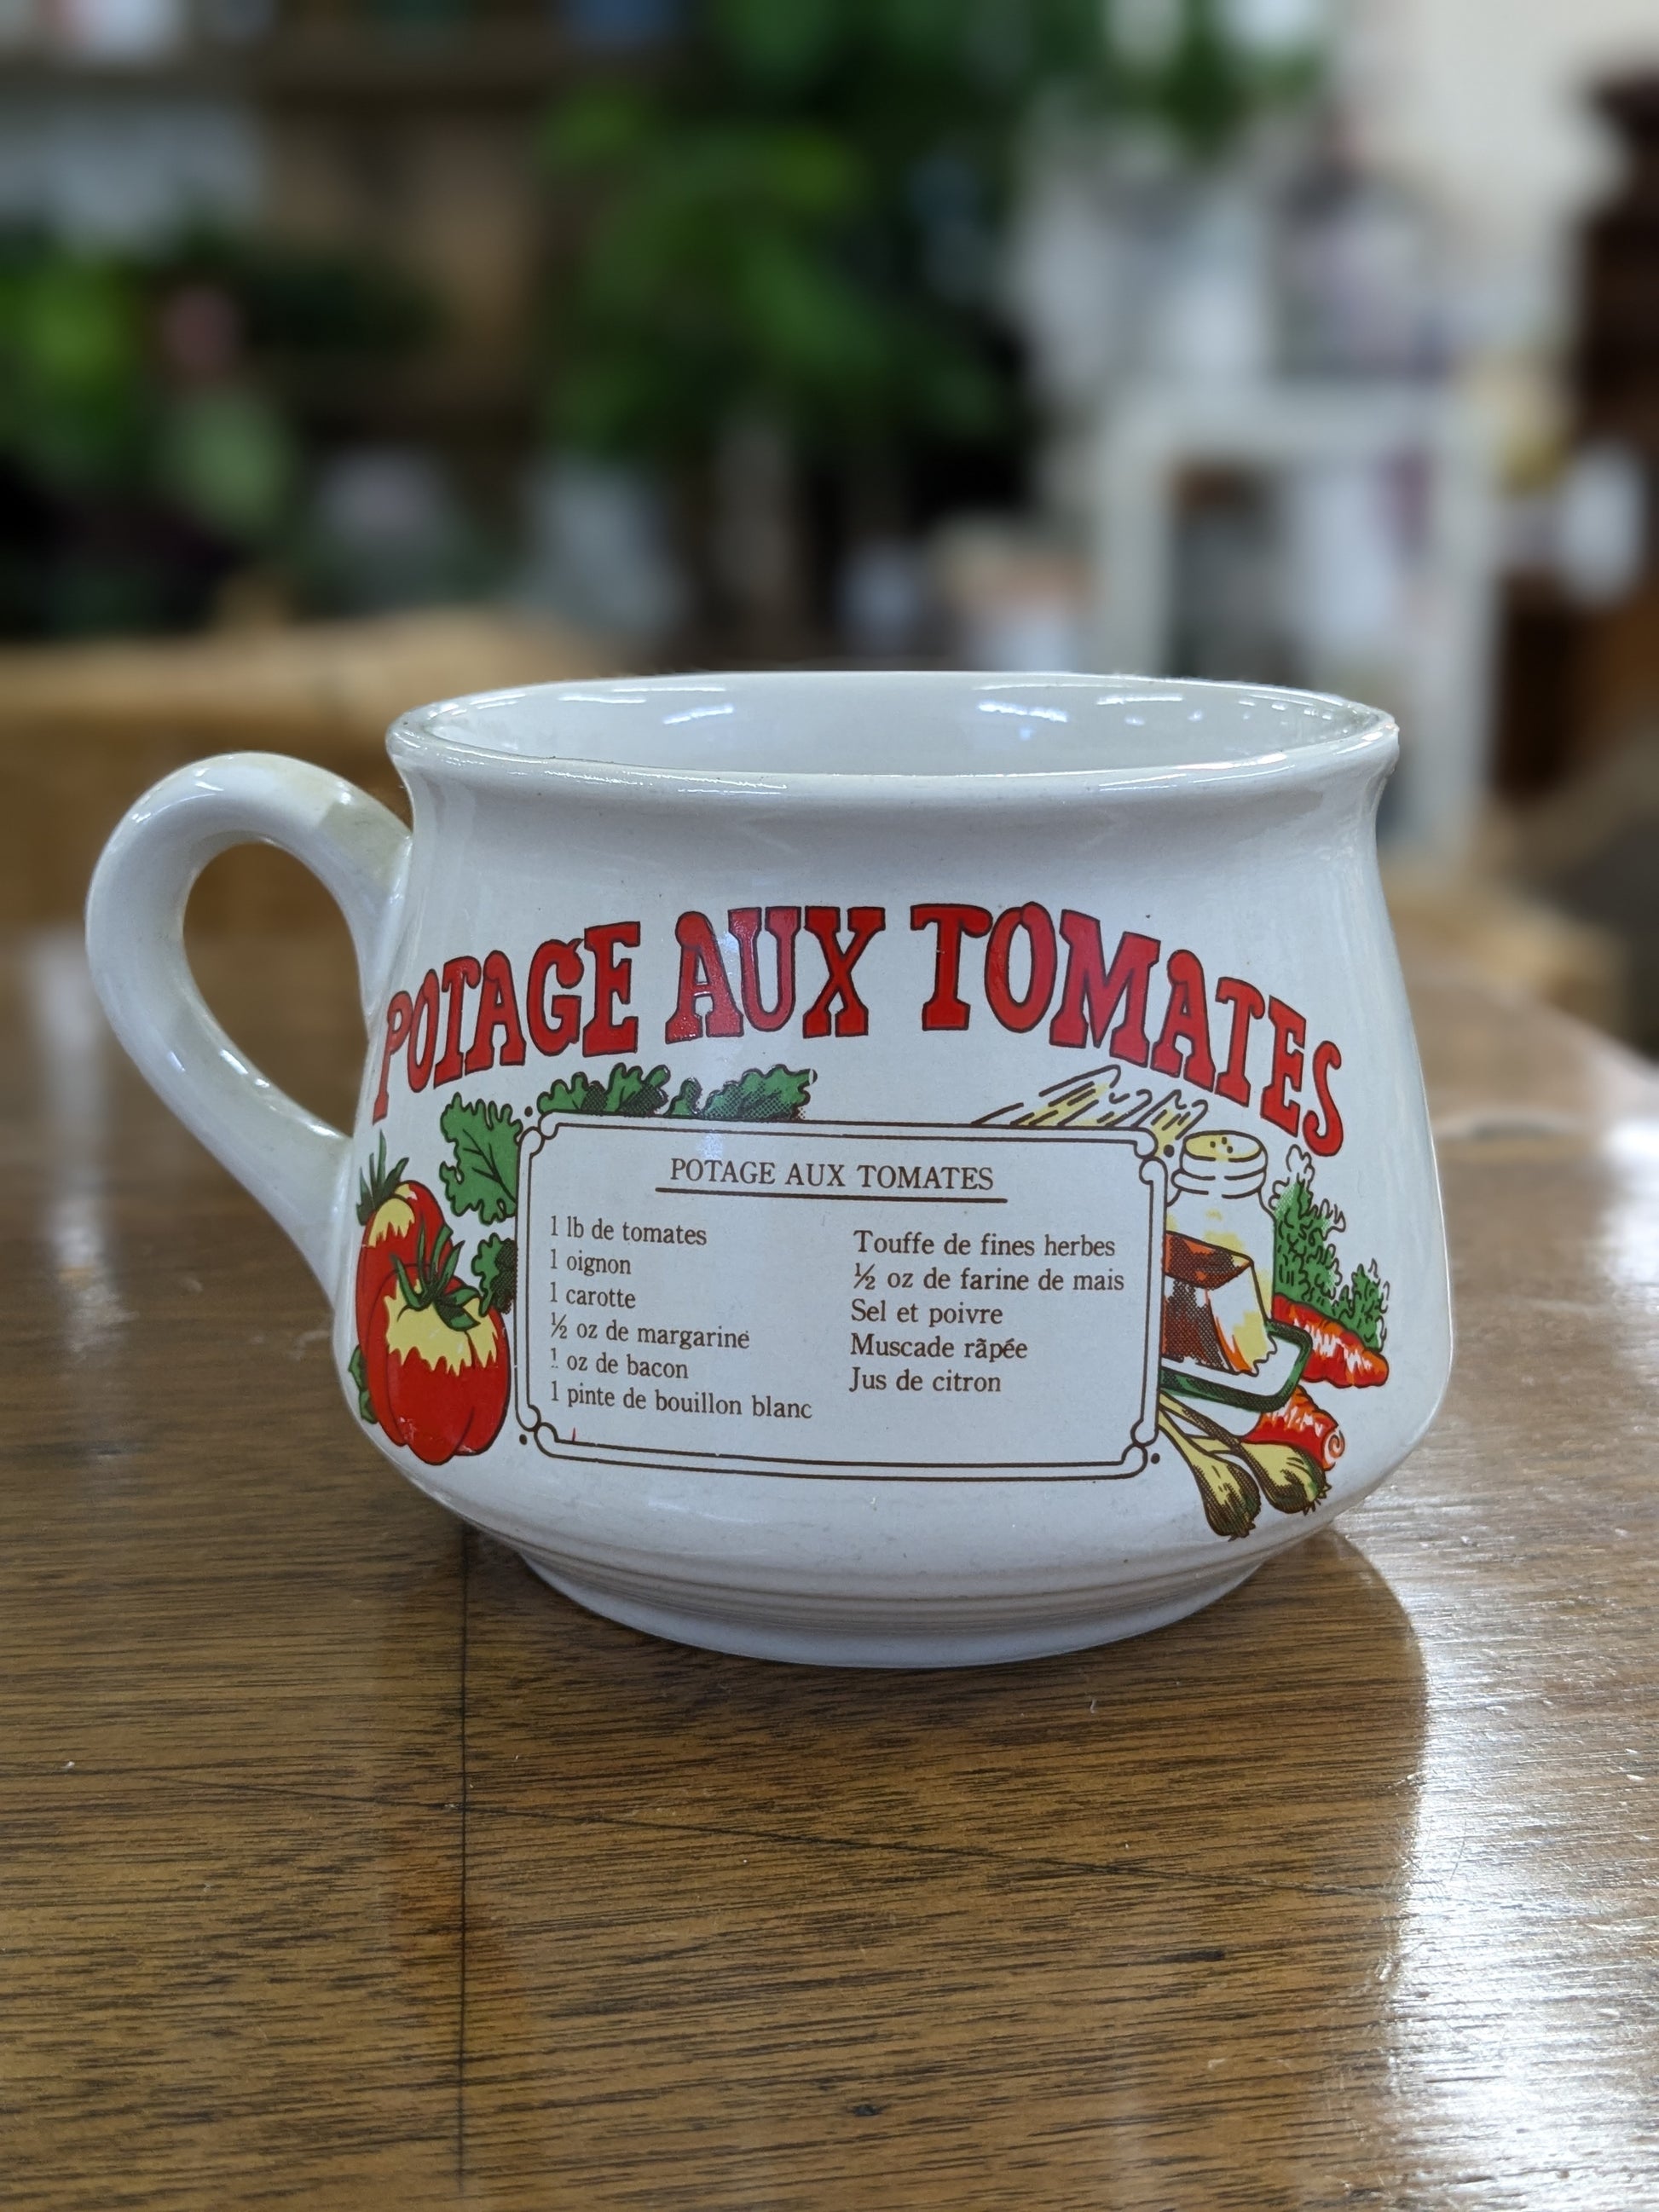 POTAGE AUX TOMATES
POTAGE AUX TOMATES
1 lb de tomates
1 oignon
1 carotte
½ oz de margarine
1 oz de bacon
1 pinte de bouillon blanc
Touffe de fines herbes
½ oz de farine de mais
Sel et poivre
Muscade rãpée
Jus de citron